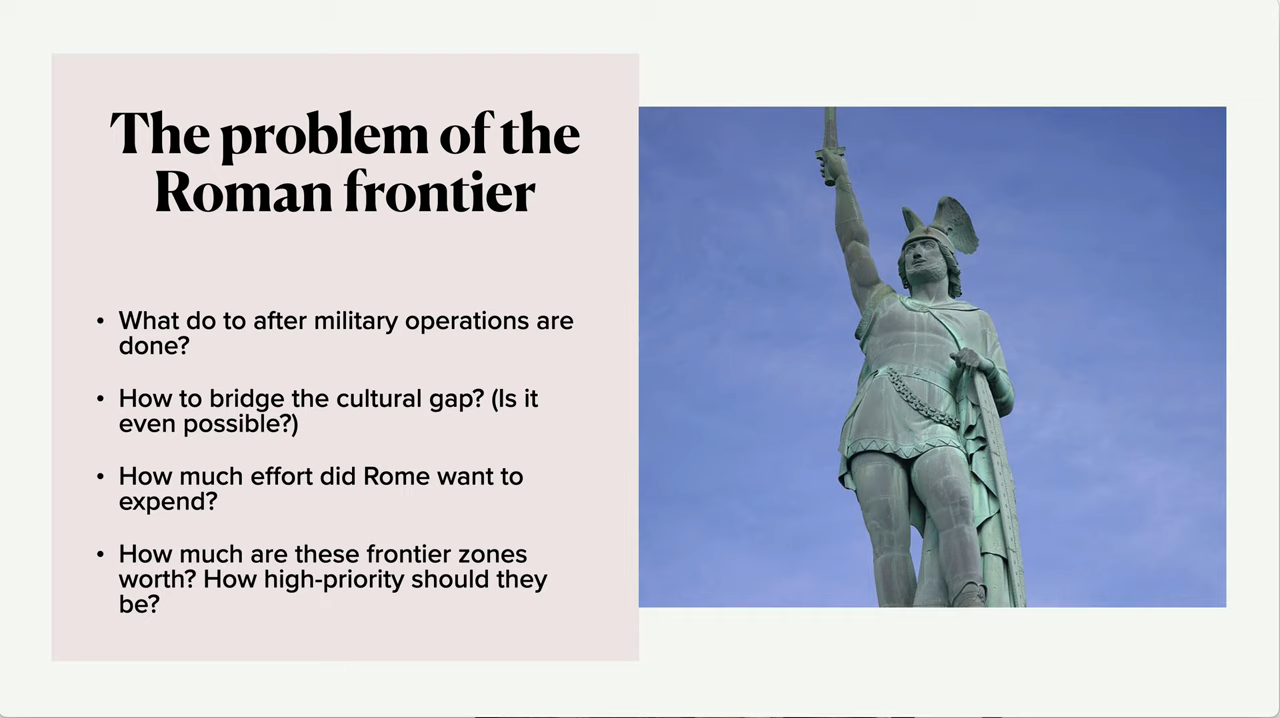 The problem of the
Roman frontier
• What do to after military operations are
done?
• How to bridge the cultural gap? (Is it
even possible?)
• How much effort did Rome want to
expend?
• How much are these frontier zones
worth? How high-priority should they
be?